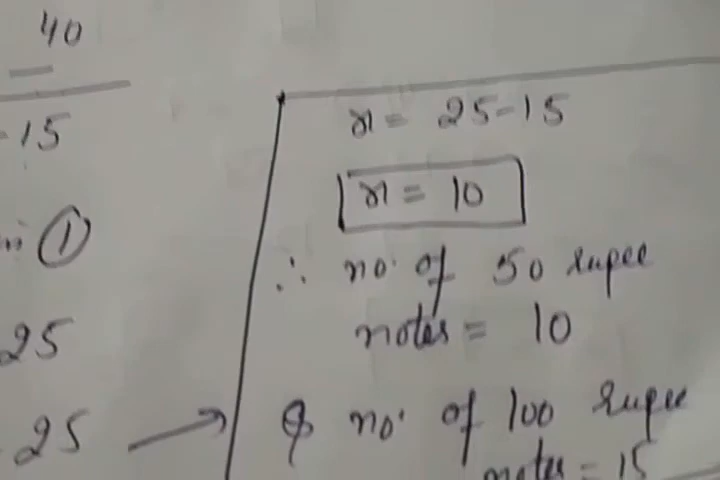 40
-15
① 
25
25 →
x = 25-15
x = 10
∴ no. of 50 rupee
notes = 10
& no. of 100 rupee
notes = 15